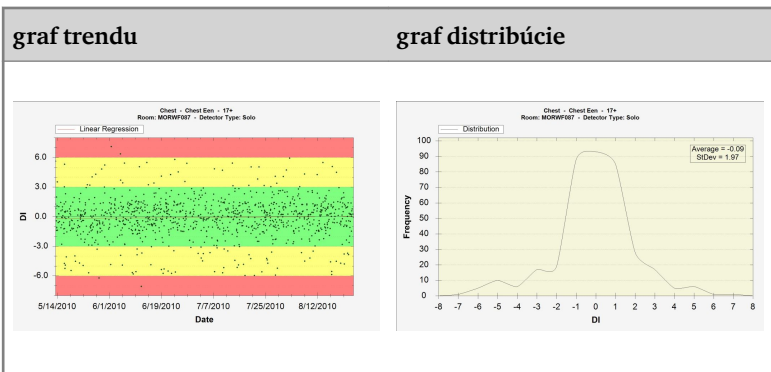 graf trendu
graf distribúcie
Chest - Chest Een - 17+
Room: MORWF087 - Detector Type: Solo
Linear Regression
DI
6.0
3.0
0.0
-3.0
-6.0
5/14/2010 6/1/2010 6/19/2010 7/7/2010 7/25/2010 8/12/2010
Date
Chest - Chest Een - 17+
Room: MORWF087 - Detector Type: Solo
Distribution
Average = -0.09
StDev = 1.97
Frequency
100
90
80
70
60
50
40
30
20
10
0
-8 -7 -6 -5 -4 -3 -2 -1 0 1 2 3 4 5 6 7 8
DI